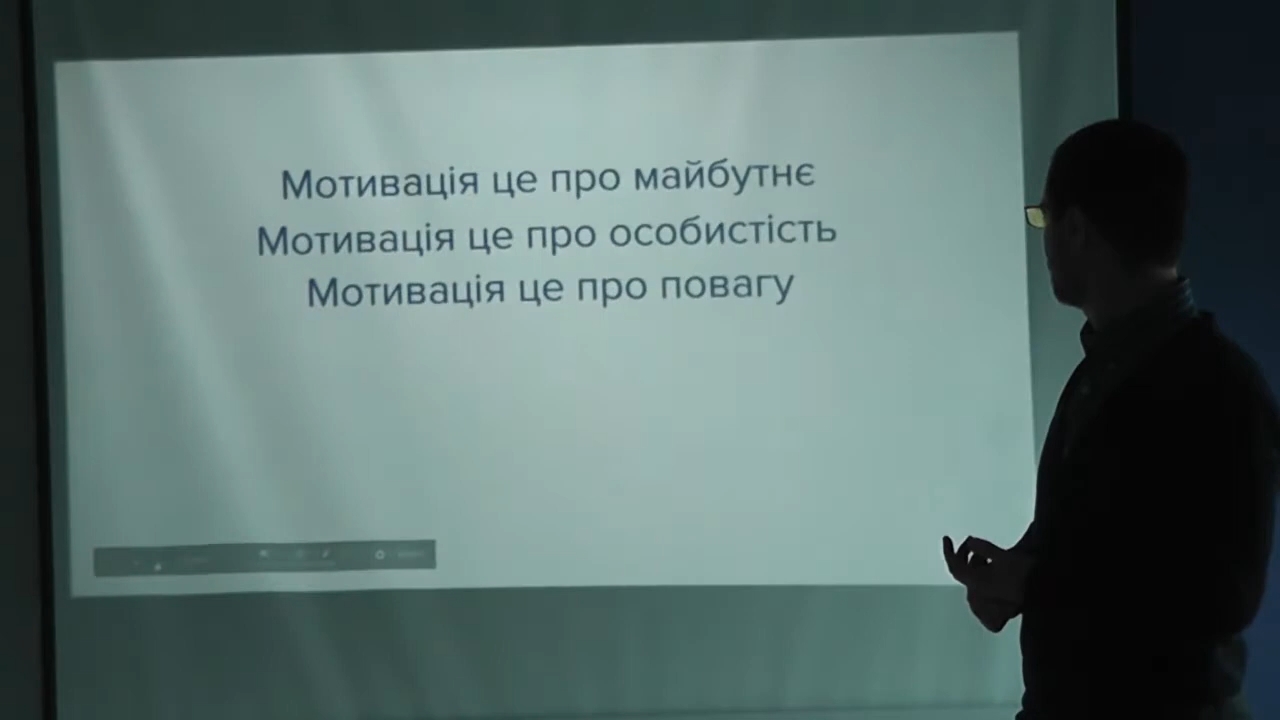 Мотивація це про майбутнє
Мотивація це про особистість
Мотивація це про повагу